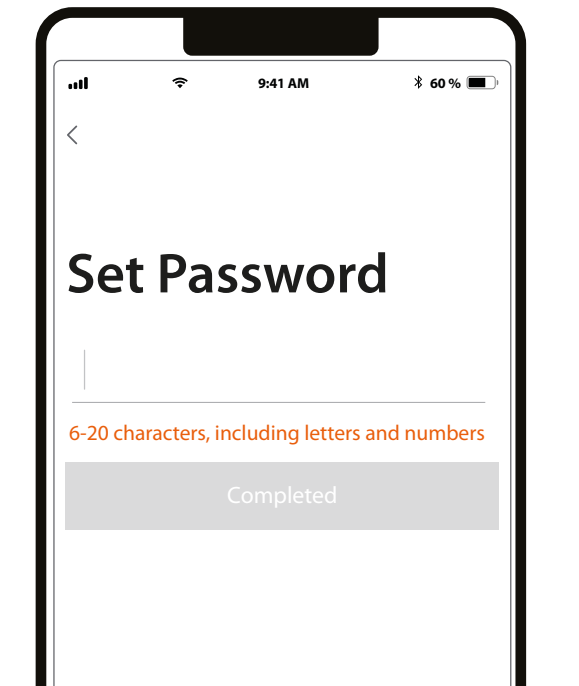 9:41 AM 60 %
Set Password
6-20 characters, including letters and numbers
Completed